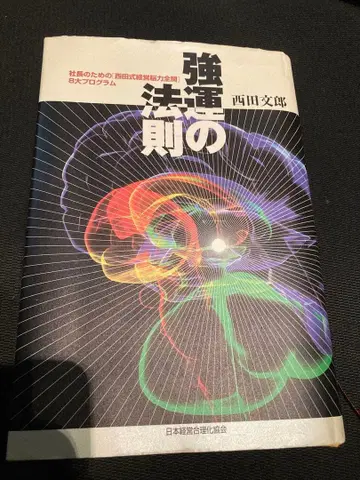 社長のための[西田式経営脳力全開]
8大プログラム
強運の
法則
西田文郎
日本経営合理化協会